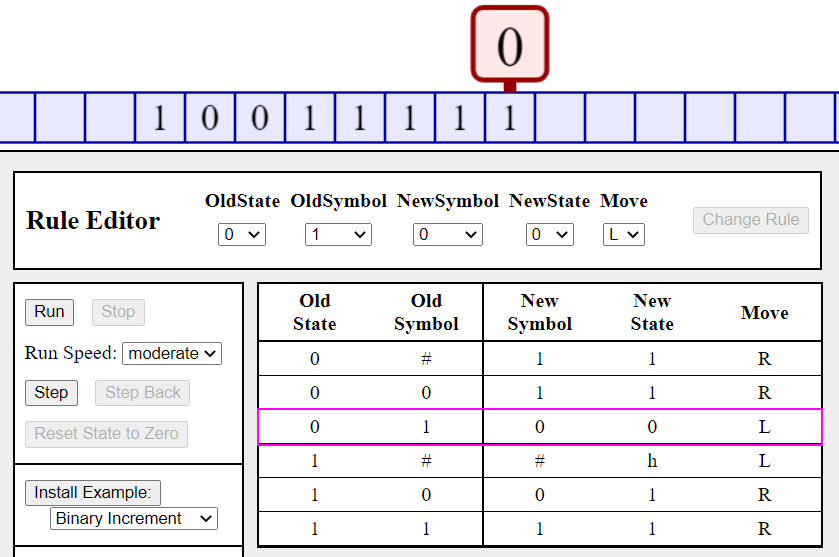 0
1 0 0 1 1 1 1 1
Rule Editor
OldState OldSymbol NewSymbol NewState Move
0 1 0 0 L
Change Rule
Run Stop
Run Speed: moderate
Step Step Back
Reset State to Zero
Install Example:
Binary Increment
Old State Old Symbol New Symbol New State Move
0 # 1 1 R
0 0 1 1 R
0 1 0 0 L
1 # # h L
1 0 0 1 R
1 1 1 1 R